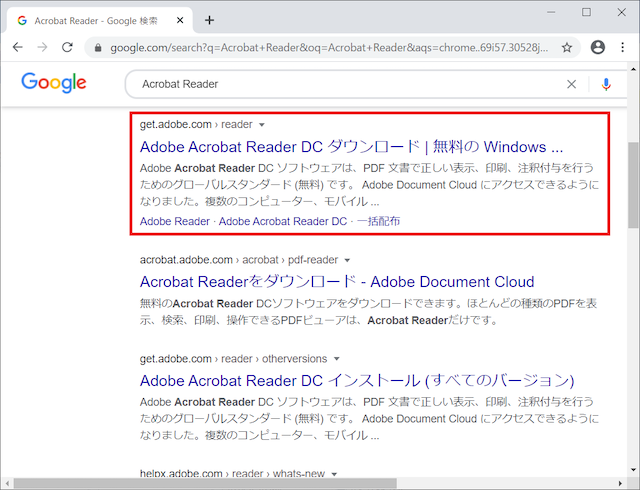 Acrobat Reader - Google 検索
google.com/search?q=Acrobat+Reader&oq=Acrobat+Reader&aqs=chrome..69i57.30528j...
Google
Acrobat Reader
get.adobe.com › reader
Adobe Acrobat Reader DC ダウンロード | 無料の Windows ...
Adobe Acrobat Reader DC ソフトウェアは、PDF 文書で正しい表示、印刷、注釈付与を行う
ためのグローバルスタンダード (無料) です。 Adobe Document Cloud にアクセスできるように
なりました。複数のコンピューター、モバイル ...
Adobe Reader · Adobe Acrobat Reader DC · 一括配布
acrobat.adobe.com › acrobat › pdf-reader
Acrobat Readerをダウンロード - Adobe Document Cloud
無料のAcrobat Reader DCソフトウェアをダウンロードできます。ほとんどの種類のPDFを表
示、検索、印刷、操作できるPDFビューアは、Acrobat Readerだけです。
get.adobe.com › reader › otherversions
Adobe Acrobat Reader DC インストール (すべてのバージョン)
Adobe Acrobat Reader DC ソフトウェアは、PDF 文書で正しい表示、印刷、注釈付与を行う
ためのグローバルスタンダード (無料) です。 Adobe Document Cloud にアクセスできるように
なりました。複数のコンピューター、モバイル ...
helpx.adobe.com › reader › whats-new